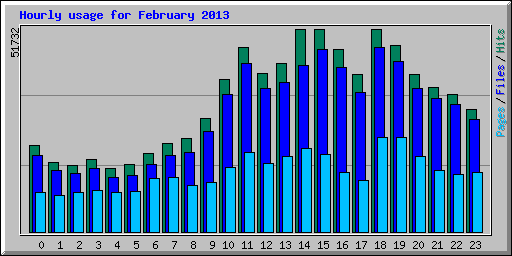 Hourly usage for February 2013
51732
Pages / Files / Hits
0 1 2 3 4 5 6 7 8 9 10 11 12 13 14 15 16 17 18 19 20 21 22 23